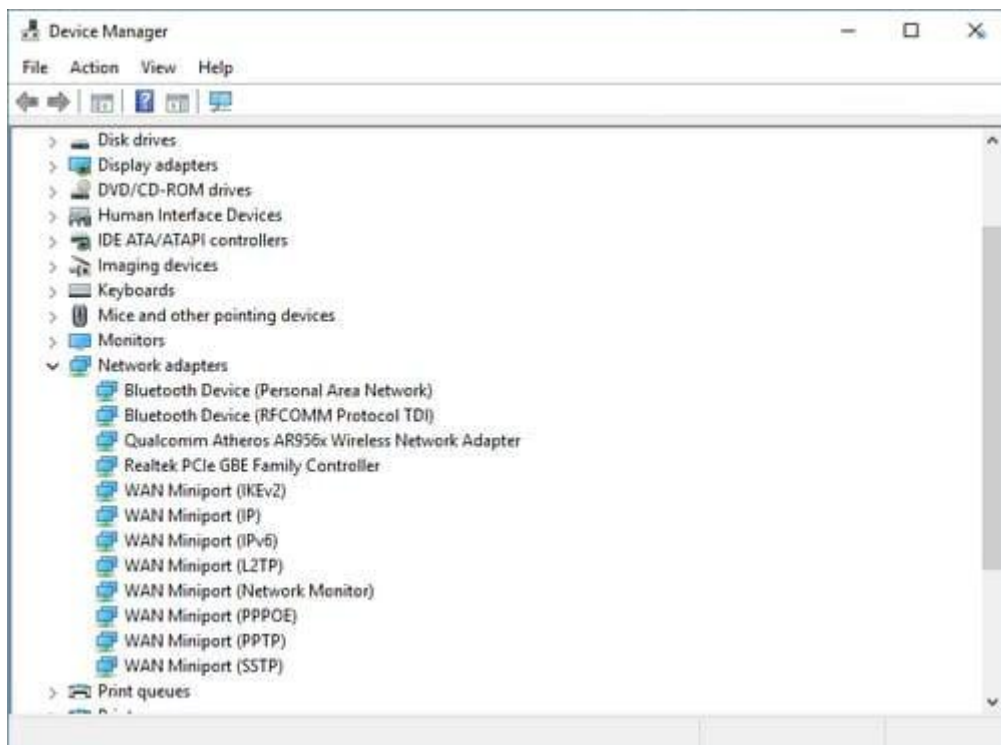 Device Manager
File Action View Help
Disk drives
Display adapters
DVD/CD-ROM drives
Human Interface Devices
IDE ATA/ATAPI controllers
Imaging devices
Keyboards
Mice and other pointing devices
Monitors
Network adapters
Bluetooth Device (Personal Area Network)
Bluetooth Device (RFCOMM Protocol TDI)
Qualcomm Atheros AR956x Wireless Network Adapter
Realtek PCIe GBE Family Controller
WAN Miniport (IKEv2)
WAN Miniport (IP)
WAN Miniport (IPv6)
WAN Miniport (L2TP)
WAN Miniport (Network Monitor)
WAN Miniport (PPPOE)
WAN Miniport (PPTP)
WAN Miniport (SSTP)
Print queues